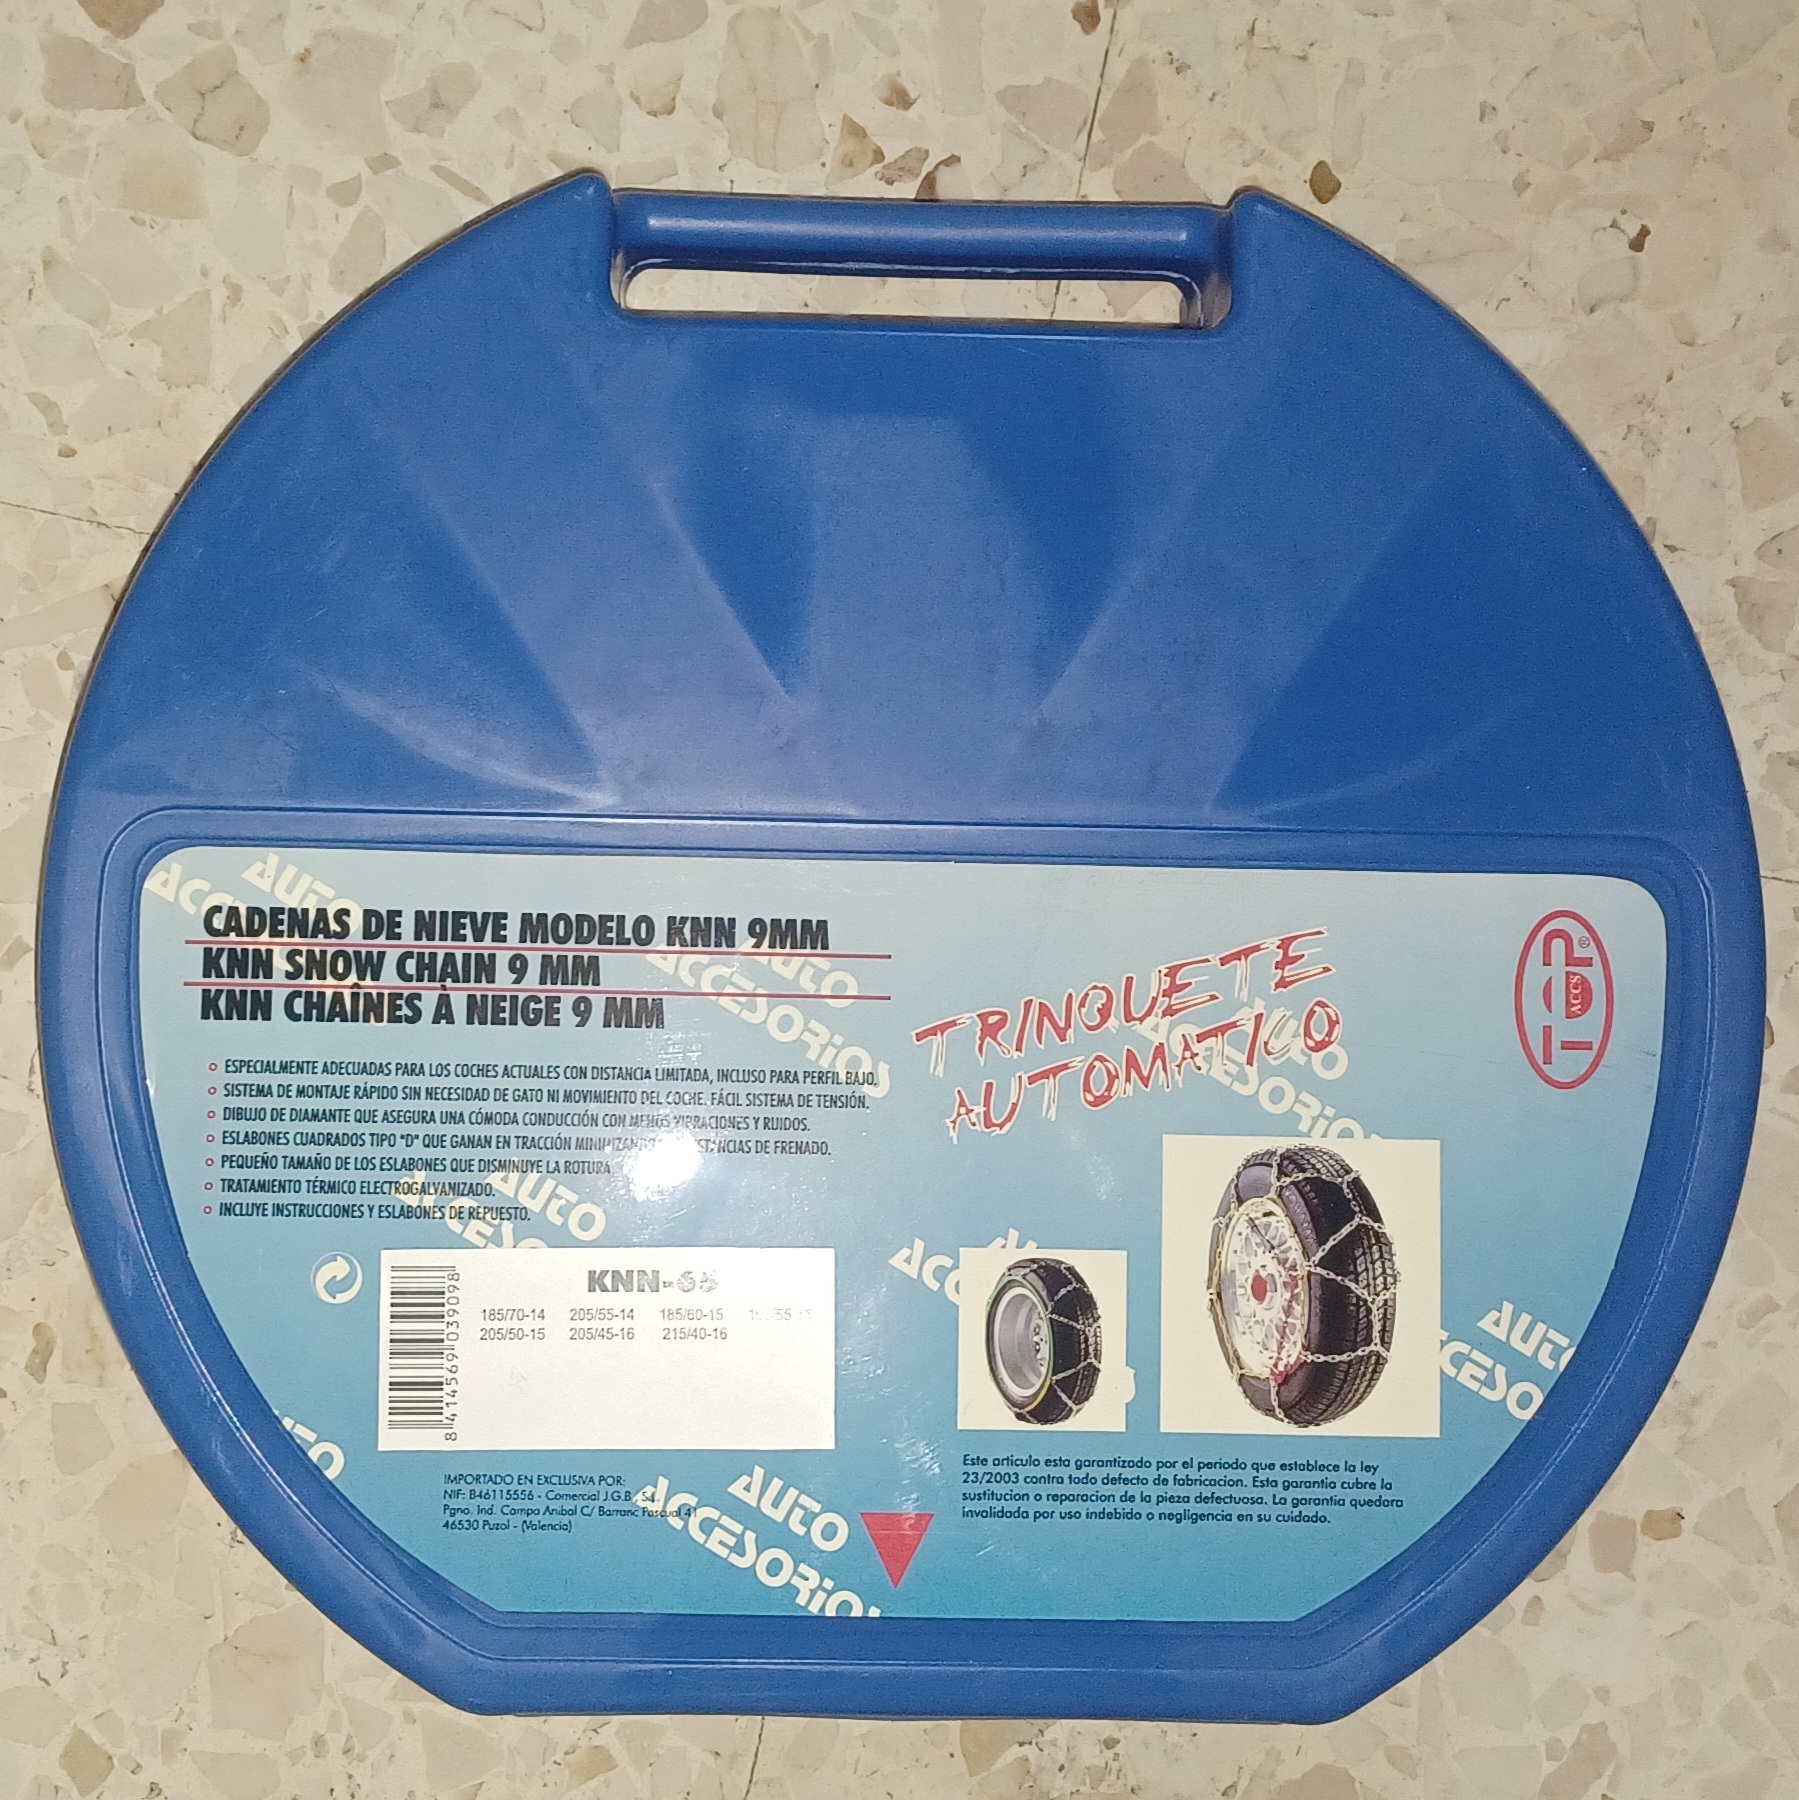 CADENAS DE NIEVE MODELO KNN 9MM
KNN SNOW CHAIN 9 MM
KNN CHAÎNES À NEIGE 9 MM
ESPECIALMENTE ADECUADAS PARA LOS COCHES ACTUALES CON DISTANCIA LIMITADA, INCLUSO PARA PERFIL BAJO.
SISTEMA DE MONTAJE RÁPIDO SIN NECESIDAD DE GATO NI MOVIMIENTO DEL COCHE. FÁCIL SISTEMA DE TENSIÓN.
DIBUJO DE DIAMANTE QUE ASEGURA UNA CÓMODA CONDUCCIÓN CON MENOS VIBRACIONES Y RUIDOS.
ESLABONES CUADRADOS TIPO "D" QUE GANAN EN TRACCIÓN DE FRENADO.
PEQUEÑO TAMAÑO DE LOS ESLABONES QUE DISMINUYE LA ROTURA
TRATAMIENTO TÉRMICO ELECTROGALVANIZADO.
INCLUYE INSTRUCCIONES Y ESLABONES DE REPUESTO.
TRINQUETE
AUTOMATICO
ACCS
KNN-65
185/70-14 205/55-14 185/60-15
205/50-15 205/45-16 215/40-16
8 414569 039098
IMPORTADO EN EXCLUSIVA POR:
NIF: B46115556 - Comercial J.G.B. S.L.
Pgno. Ind. Campo Anibal C/ Barranc Pascual 41
46530 Puzol - (Valencia)
Este articulo esta garantizado por el periodo que establece la ley
23/2003 contra todo defecto de fabricacion. Esta garantia cubre la
sustitucion o reparacion de la pieza defectuosa. La garantia quedara
invalidada por uso indebido o negligencia en su cuidado.
AUTO
ACCESORIOS